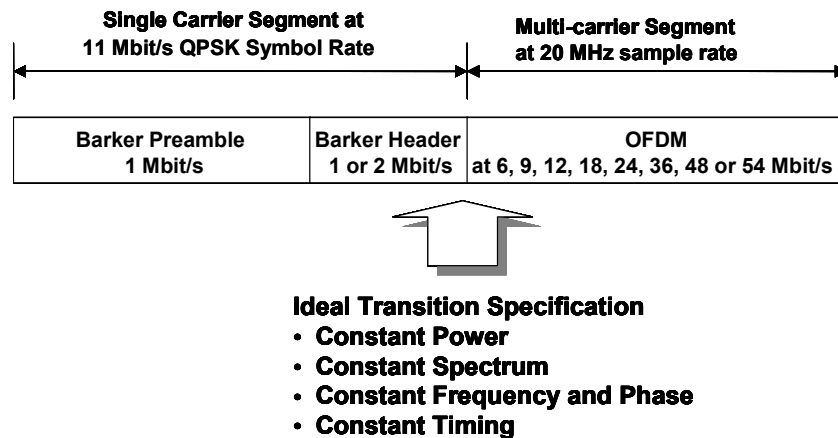 Single Carrier Segment at
11 Mbit/s QPSK Symbol Rate
Multi-carrier Segment
at 20 MHz sample rate
Barker Preamble
1 Mbit/s
Barker Header
1 or 2 Mbit/s
OFDM
at 6, 9, 12, 18, 24, 36, 48 or 54 Mbit/s
Ideal Transition Specification
• Constant Power
• Constant Spectrum
• Constant Frequency and Phase
• Constant Timing